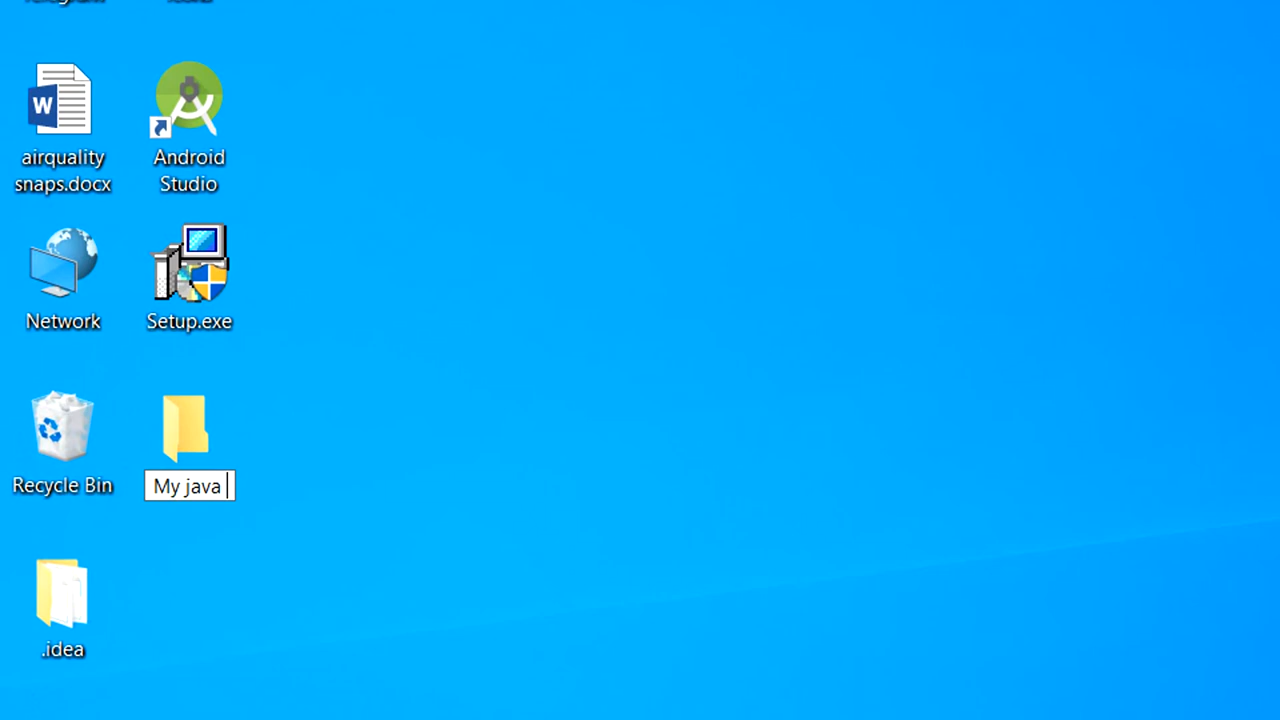 airquality
snaps.docx
Android
Studio
Network
Setup.exe
Recycle Bin
My java
.idea
W